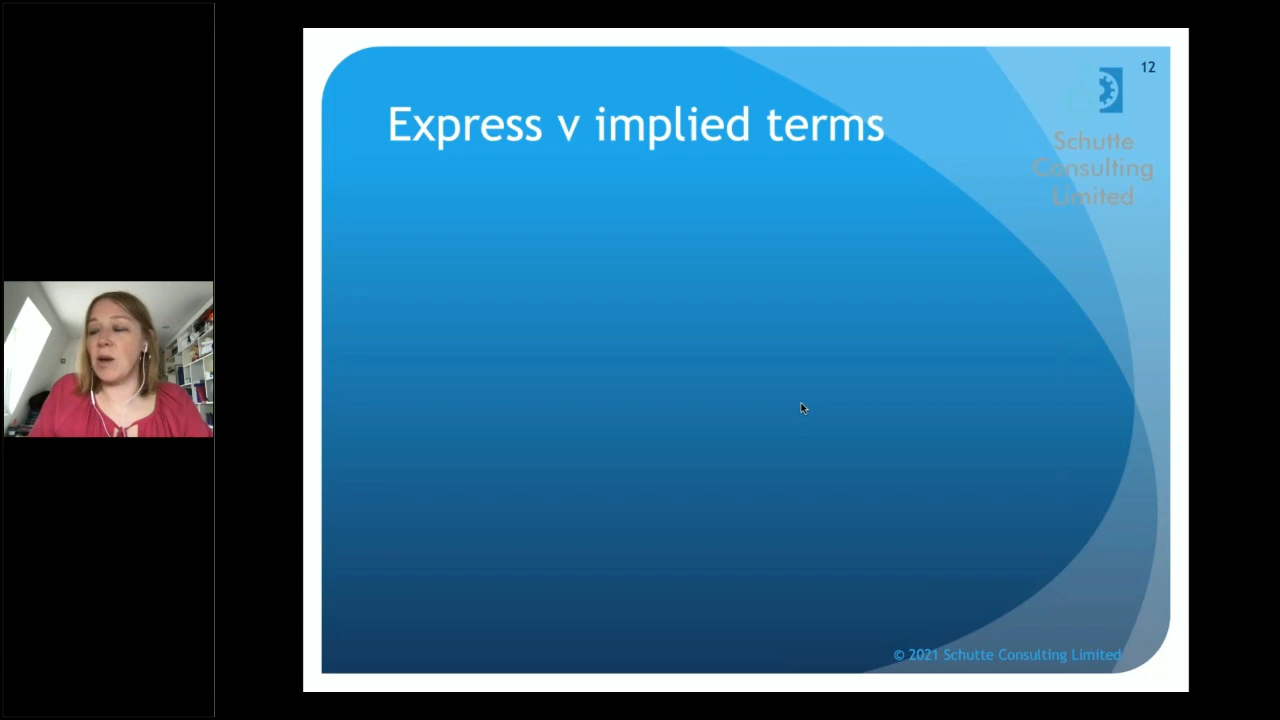 12
Express v implied terms
Schutte
Consulting
Limited
© 2021 Schutte Consulting Limited